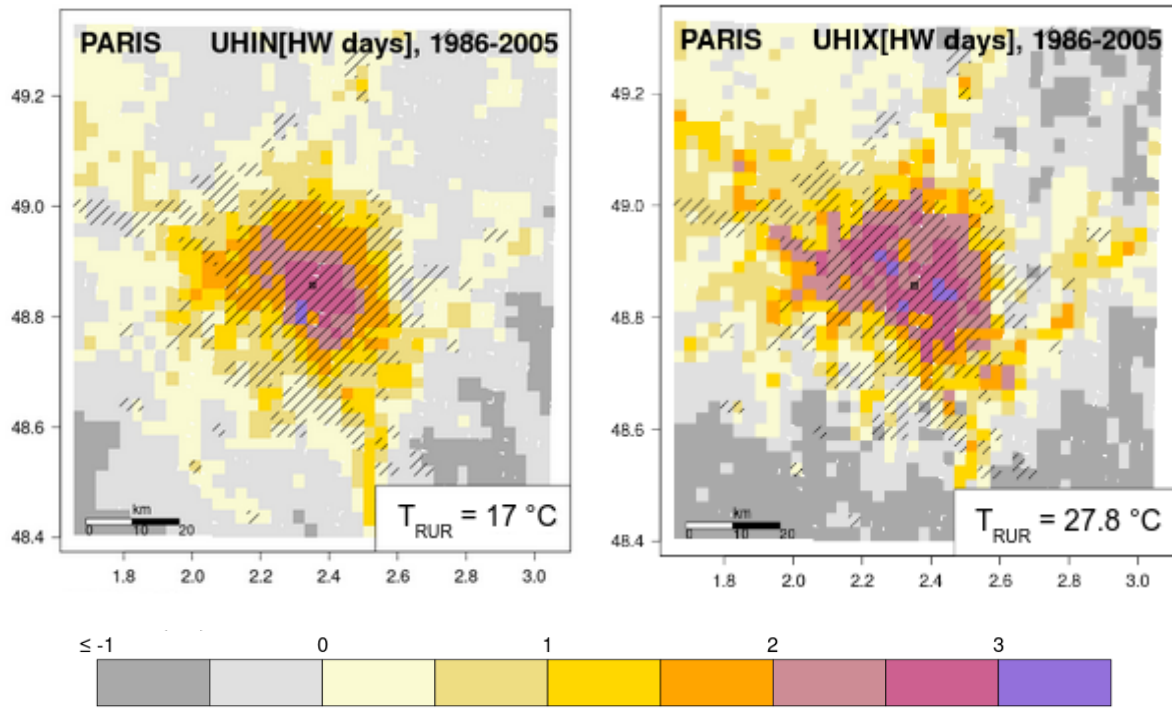 PARIS UHIN[HW days], 1986-2005
49.2
49.0
48.8
48.6
48.4
km
0 10 20
T_RUR = 17 °C
1.8 2.0 2.2 2.4 2.6 2.8 3.0
PARIS UHIX[HW days], 1986-2005
49.2
49.0
48.8
48.6
48.4
km
0 10 20
T_RUR = 27.8 °C
1.8 2.0 2.2 2.4 2.6 2.8 3.0
≤ -1 0 1 2 3